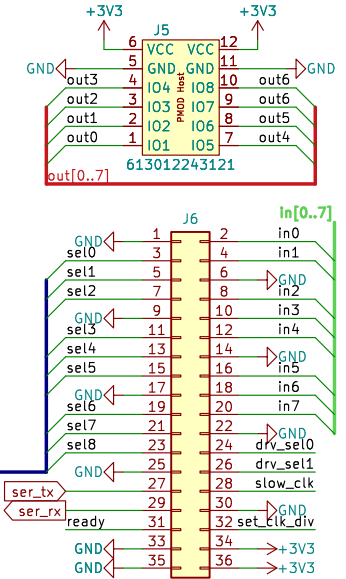 +3V3 +3V3
J5
6 VCC VCC 12
GND 5 GND GND 11 GND
out3 4 IO4 IO8 10 out6
out2 3 IO3 IO7 9 out6
out1 2 IO2 IO6 8 out5
out0 1 IO1 IO5 7 out4
PMOD Host
613012243121
out[0..7]
in[0..7]
J6
GND 1 2 in0
sel0 3 4 in1
sel1 5 6 GND
sel2 7 8 in2
GND 9 10 in3
sel3 11 12 in4
sel4 13 14 GND
sel5 15 16 in5
GND 17 18 in6
sel6 19 20 in7
sel7 21 22 GND
sel8 23 24 drv_sel0
GND 25 26 drv_sel1
ser_tx 27 28 slow_clk
ser_rx 29 30 GND
ready 31 32 set_clk_div
GND 33 34 +3V3
GND 35 36 +3V3